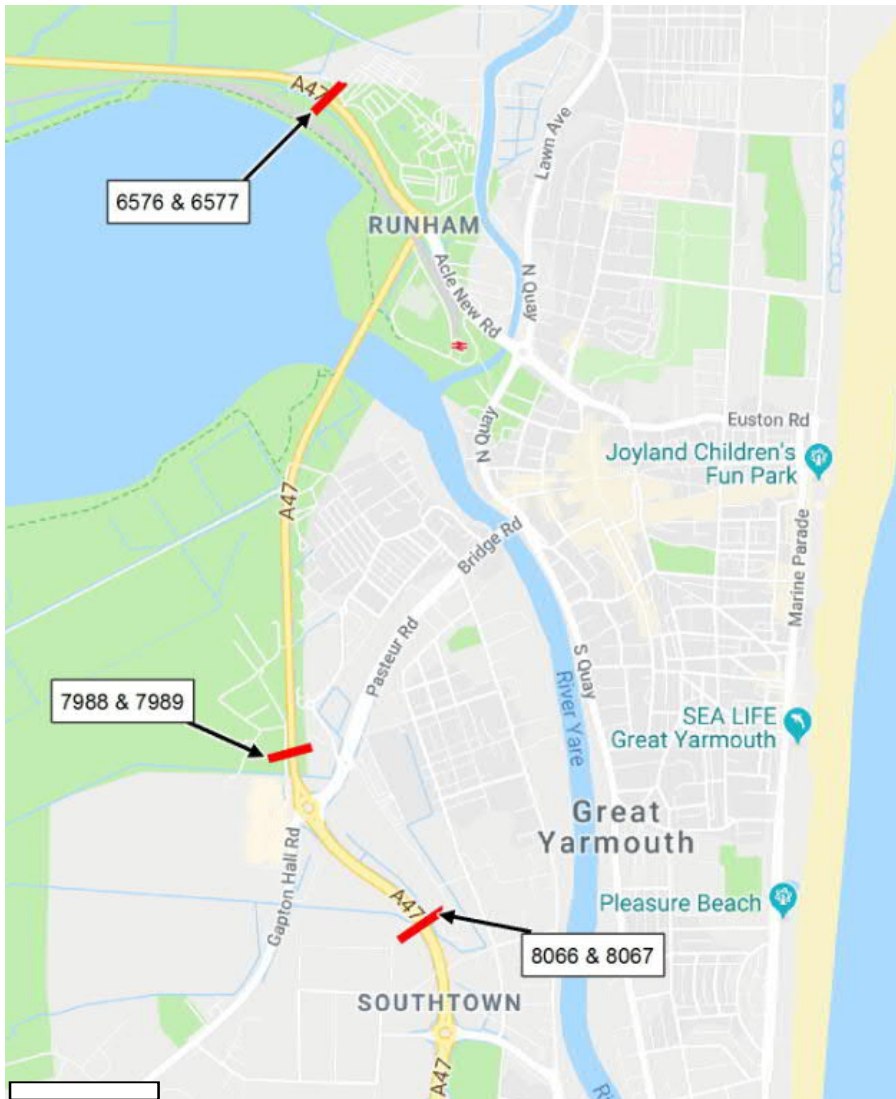 A47
6576 & 6577
RUNHAM
Lawn Ave
N Quay
Acle New Rd
N Quay
Euston Rd
Joyland Children's
Fun Park
A47
Bridge Rd
Marine Parade
Pasteur Rd
S Quay
River Yare
7988 & 7989
SEA LIFE
Great Yarmouth
Great
Yarmouth
Gapton Hall Rd
A47
Pleasure Beach
8066 & 8067
SOUTHTOWN
A47